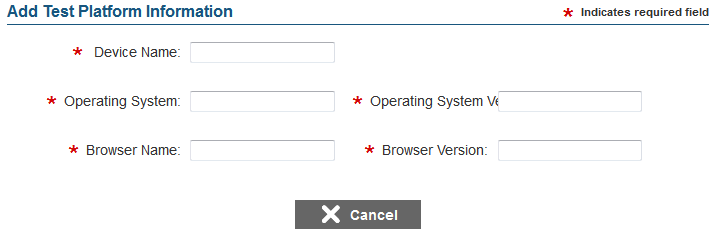 Add Test Platform Information * Indicates required field
* Device Name:
* Operating System: * Operating System Ve
* Browser Name: * Browser Version:
Cancel